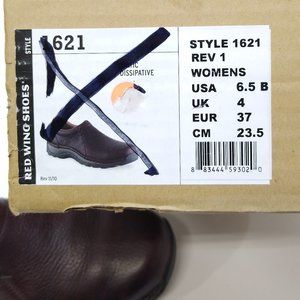 RED WING SHOES
STYLE
1621
DISSIPATIVE
Rev 11/10
STYLE 1621
REV 1
WOMENS
USA 6.5 B
UK 4
EUR 37
CM 23.5
8 83444 59302 0